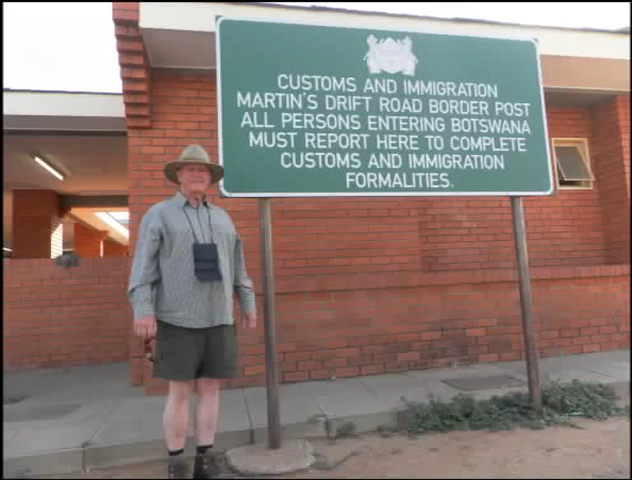 CUSTOMS AND IMMIGRATION
MARTIN'S DRIFT ROAD BORDER POST
ALL PERSONS ENTERING BOTSWANA
MUST REPORT HERE TO COMPLETE
CUSTOMS AND IMMIGRATION
FORMALITIES.